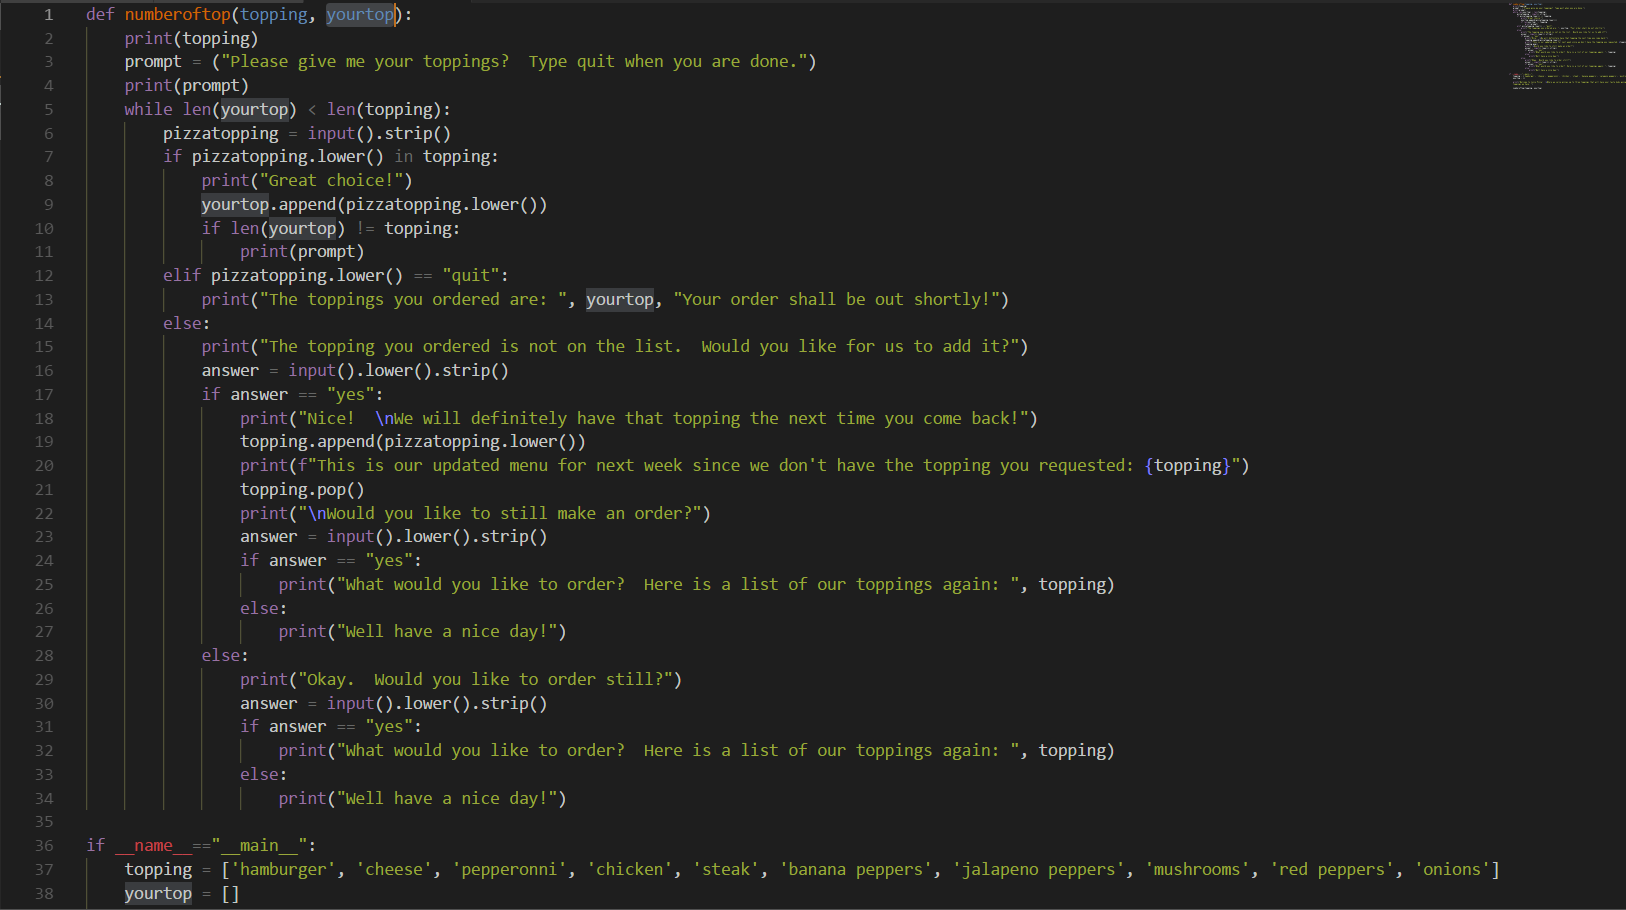 1 def numberoftop(topping, yourtop):
2 print(topping)
3 prompt = ("Please give me your toppings?  Type quit when you are done.")
4 print(prompt)
5 while len(yourtop) < len(topping):
6 pizzatopping = input().strip()
7 if pizzatopping.lower() in topping:
8 print("Great choice!")
9 yourtop.append(pizzatopping.lower())
10 if len(yourtop) != topping:
11 print(prompt)
12 elif pizzatopping.lower() == "quit":
13 print("The toppings you ordered are: ", yourtop, "Your order shall be out shortly!")
14 else:
15 print("The topping you ordered is not on the list.  Would you like for us to add it?")
16 answer = input().lower().strip()
17 if answer == "yes":
18 print("Nice!  \nWe will definitely have that topping the next time you come back!")
19 topping.append(pizzatopping.lower())
20 print(f"This is our updated menu for next week since we don't have the topping you requested: {topping}")
21 topping.pop()
22 print("\nWould you like to still make an order?")
23 answer = input().lower().strip()
24 if answer == "yes":
25 print("What would you like to order?  Here is a list of our toppings again: ", topping)
26 else:
27 print("Well have a nice day!")
28 else:
29 print("Okay.  Would you like to order still?")
30 answer = input().lower().strip()
31 if answer == "yes":
32 print("What would you like to order?  Here is a list of our toppings again: ", topping)
33 else:
34 print("Well have a nice day!")
35
36 if __name__=="__main__":
37 topping = ['hamburger', 'cheese', 'pepperonni', 'chicken', 'steak', 'banana peppers', 'jalapeno peppers', 'mushrooms', 'red peppers', 'onions']
38 yourtop = []